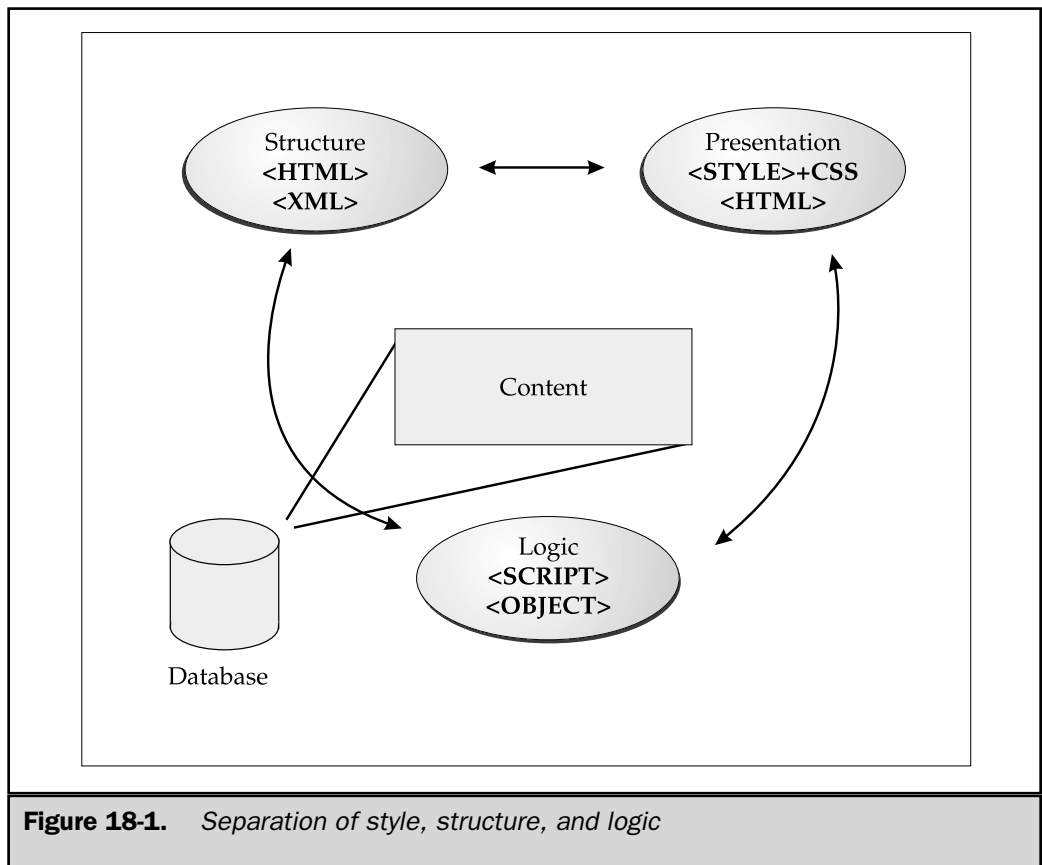 Structure
<HTML>
<XML>
Presentation
<STYLE>+CSS
<HTML>
Content
Logic
<SCRIPT>
<OBJECT>
Database
Figure 18-1. Separation of style, structure, and logic